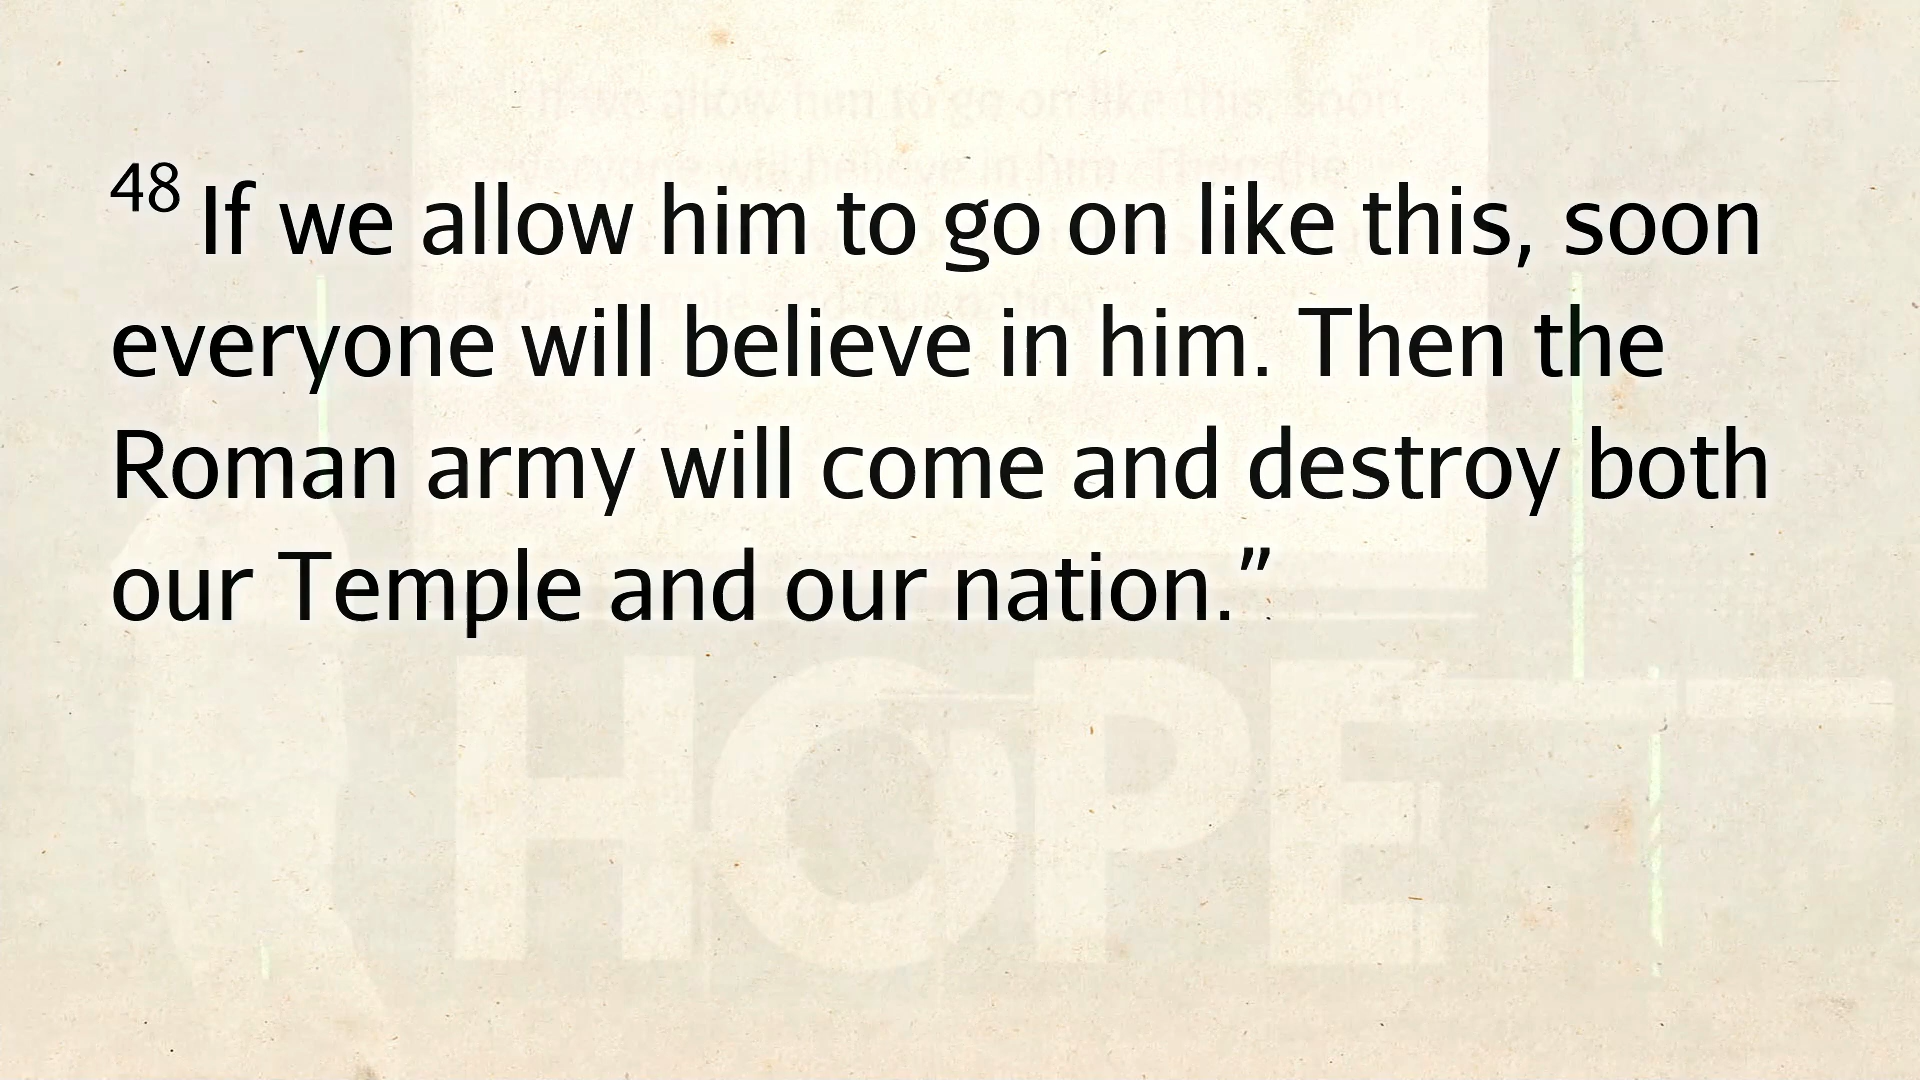 48 If we allow him to go on like this, soon
everyone will believe in him. Then the
Roman army will come and destroy both
our Temple and our nation.”
HOPE